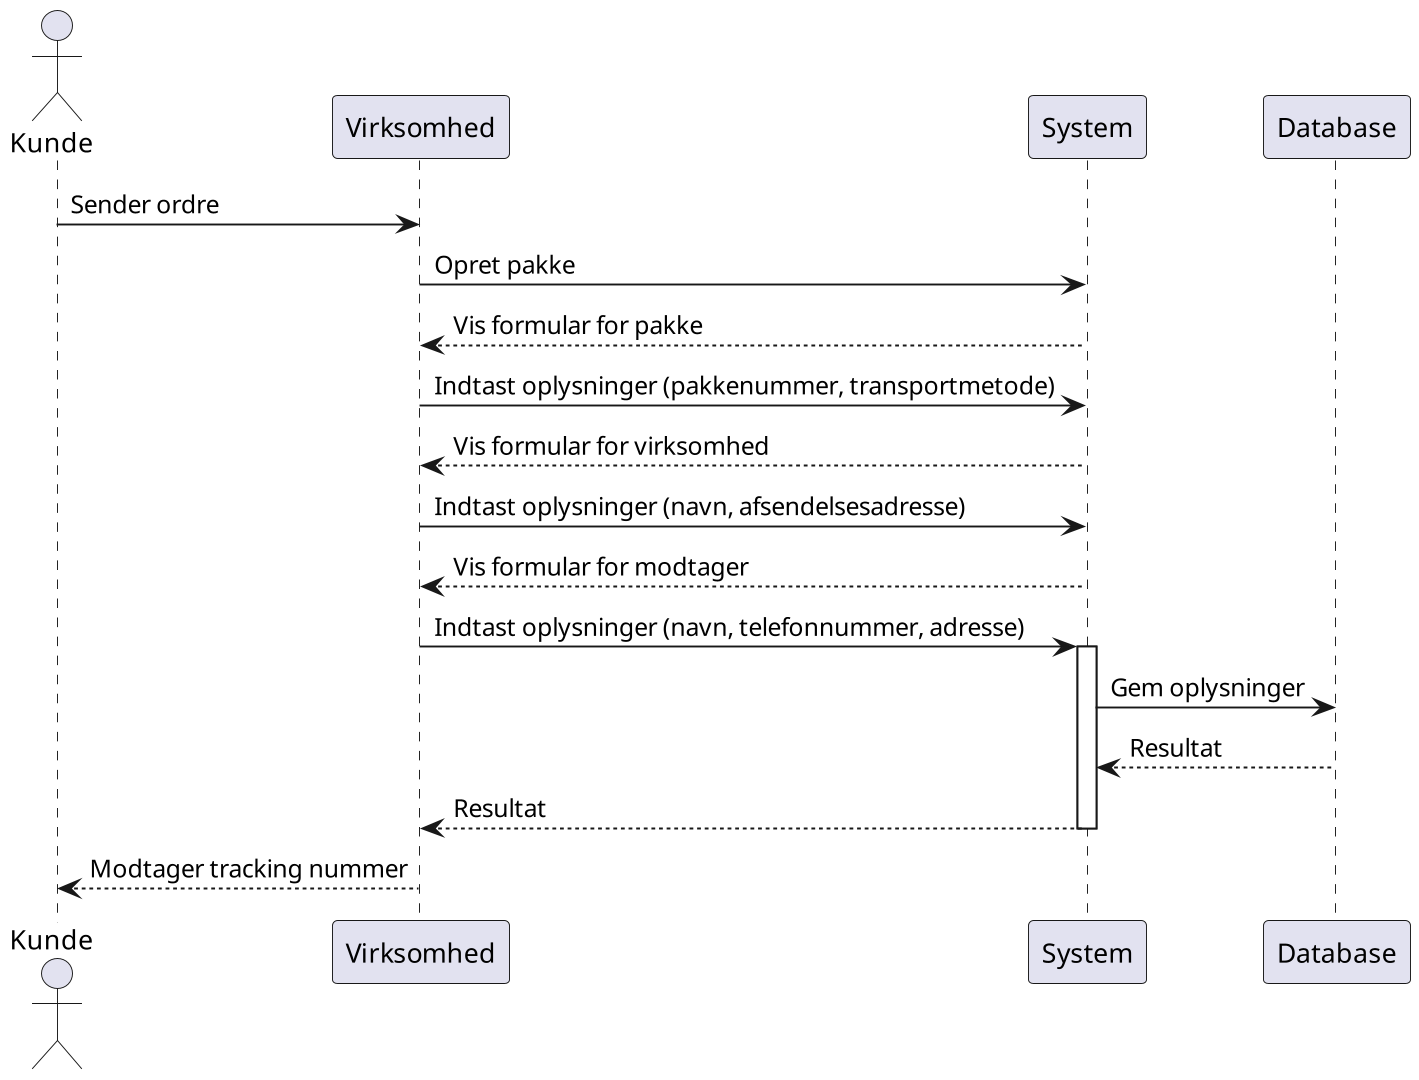 Kunde
Virksomhed
System
Database
Sender ordre
Opret pakke
Vis formular for pakke
Indtast oplysninger (pakkenummer, transportmetode)
Vis formular for virksomhed
Indtast oplysninger (navn, afsendelsesadresse)
Vis formular for modtager
Indtast oplysninger (navn, telefonnummer, adresse)
Gem oplysninger
Resultat
Resultat
Modtager tracking nummer
Kunde
Virksomhed
System
Database